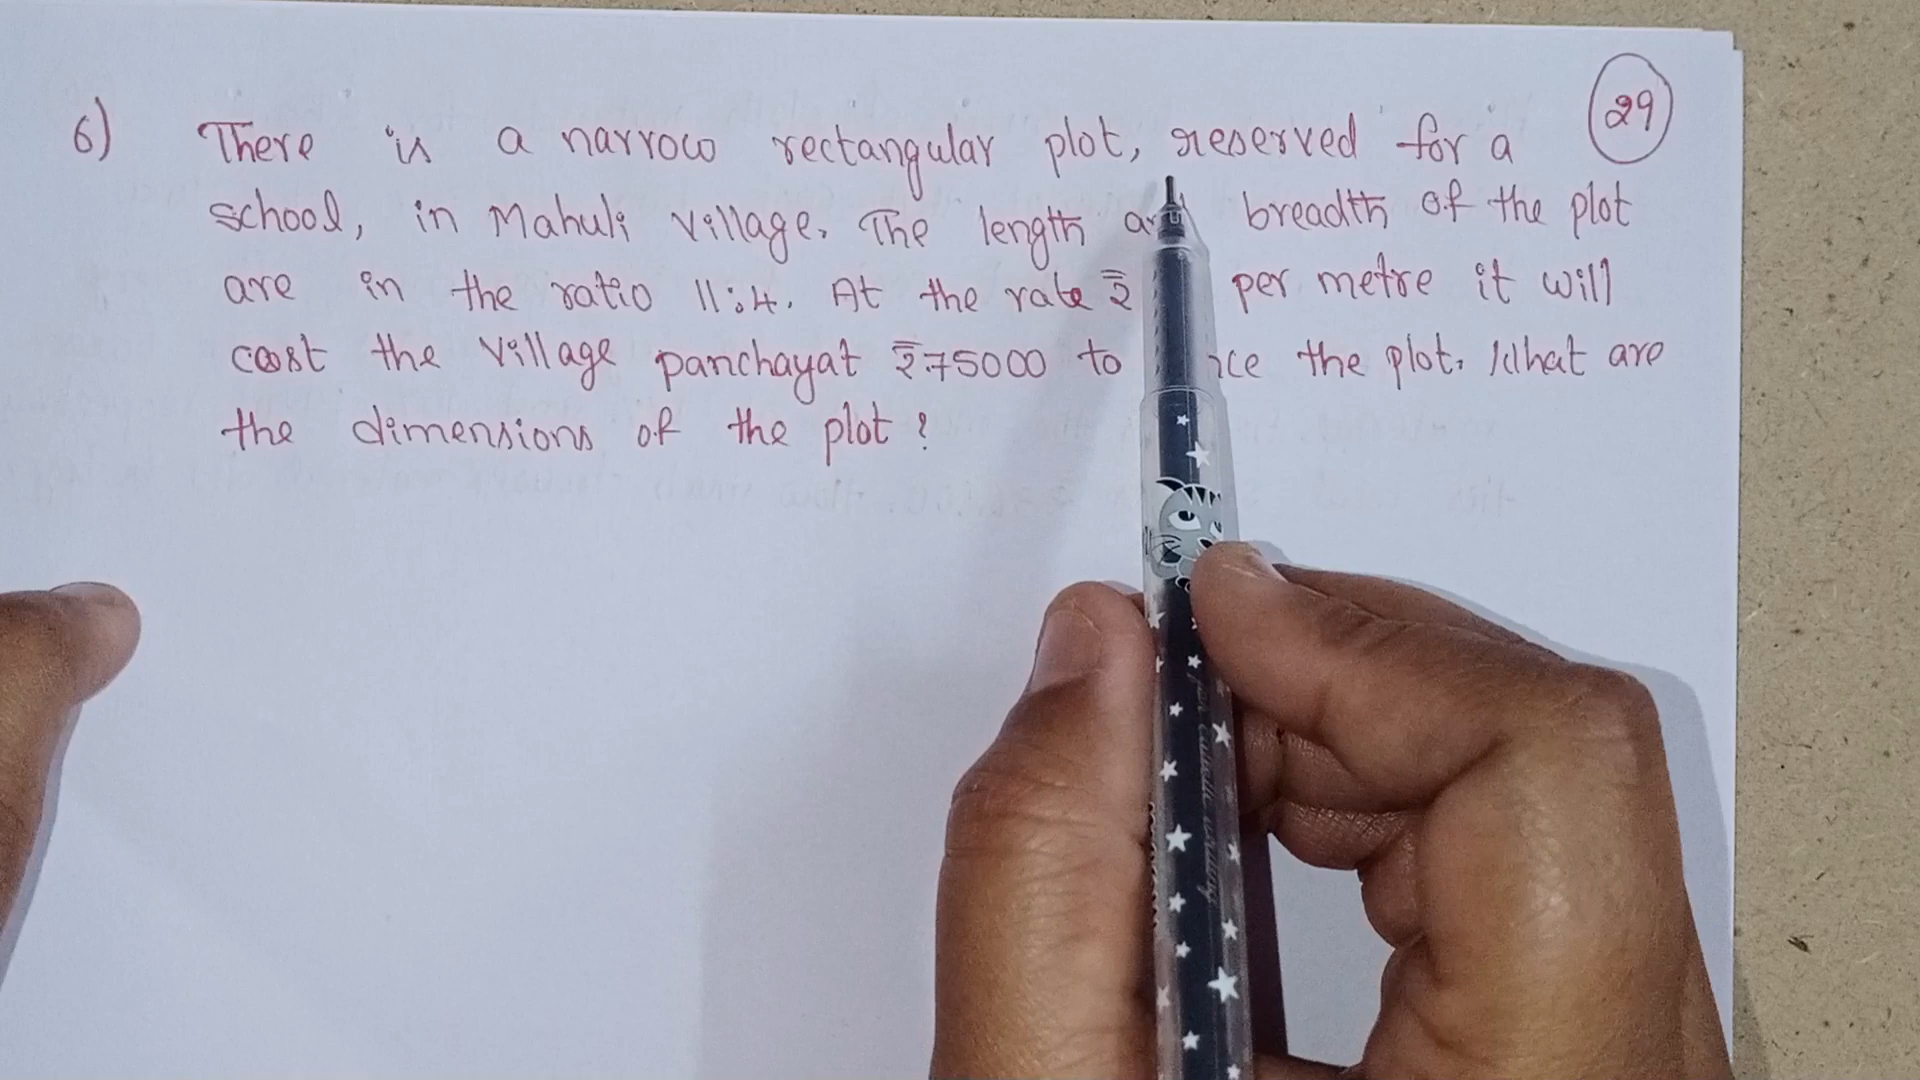 29
6) There is a narrow rectangular plot, reserved for a
school, in Mahuli village. The length breadth of the plot
are in the ratio 11:4. At the rate ₹ per metre it will
cost the village panchayat ₹75000 to the plot. What are
the dimensions of the plot?